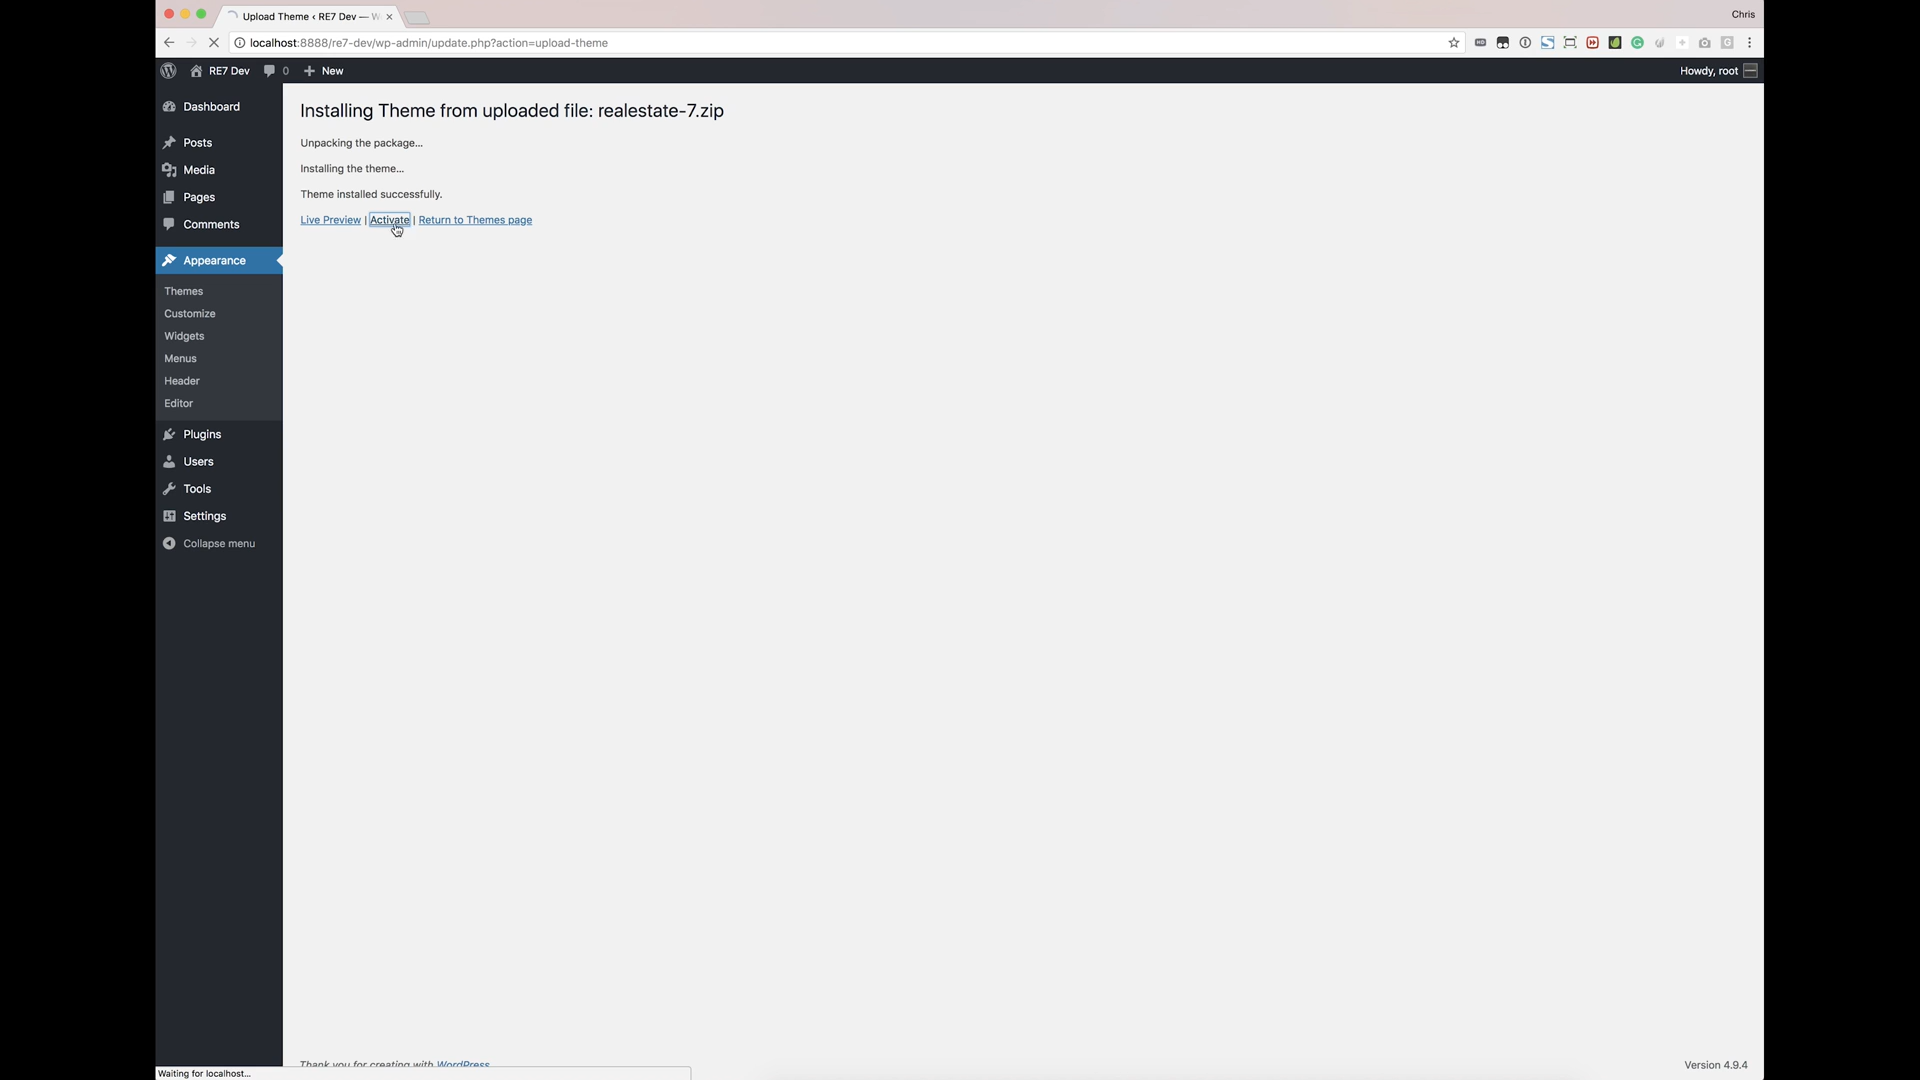 Upload Theme ‹ RE7 Dev — W
Chris
localhost:8888/re7-dev/wp-admin/update.php?action=upload-theme
RE7 Dev 0 New
Howdy, root
Dashboard
Posts
Media
Pages
Comments
Appearance
Themes
Customize
Widgets
Menus
Header
Editor
Plugins
Users
Tools
Settings
Collapse menu
Installing Theme from uploaded file: realestate-7.zip
Unpacking the package…
Installing the theme…
Theme installed successfully.
Live Preview | Activate | Return to Themes page
Thank you for creating with WordPress
Version 4.9.4
Waiting for localhost...